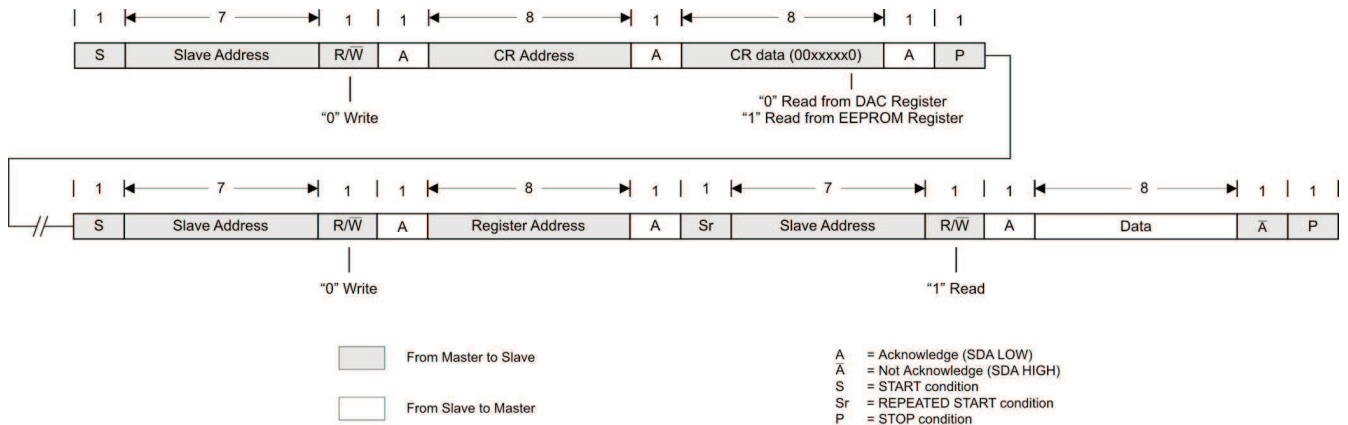 1 7 1 1 8 1 8 1 1
S Slave Address R/W̅ A CR Address A CR data (00xxxxx0) A P
"0" Write
"0" Read from DAC Register
"1" Read from EEPROM Register
1 7 1 1 8 1 1 7 1 1 8 1 1
S Slave Address R/W̅ A Register Address A Sr Slave Address R/W̅ A Data A̅ P
"0" Write "1" Read
From Master to Slave
From Slave to Master
A = Acknowledge (SDA LOW)
A̅ = Not Acknowledge (SDA HIGH)
S = START condition
Sr = REPEATED START condition
P = STOP condition